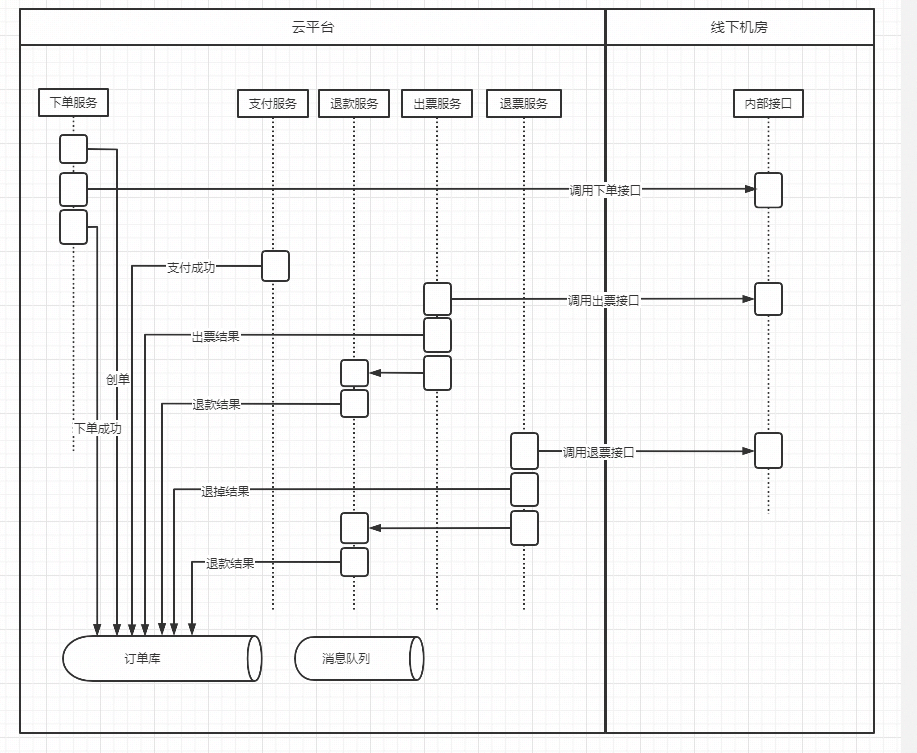 云平台
线下机房
下单服务
支付服务
退款服务
出票服务
退票服务
内部接口
调用下单接口
支付成功
调用出票接口
出票结果
创单
退款结果
下单成功
调用退票接口
退掉结果
退款结果
订单库
消息队列